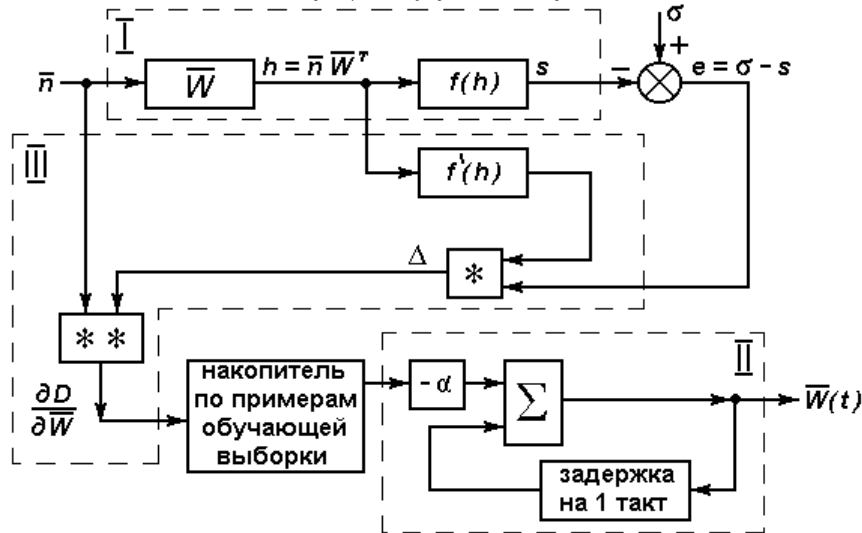 I
σ
n̅
W̅
h = n̅ W̅ᵀ
f(h)
s
−
+
e = σ - s
III
f`(h)
Δ
*
* *
∂D
∂W̅
накопитель
по примерам
обучающей
выборки
- α
Σ
II
W̅(t)
задержка
на 1 такт